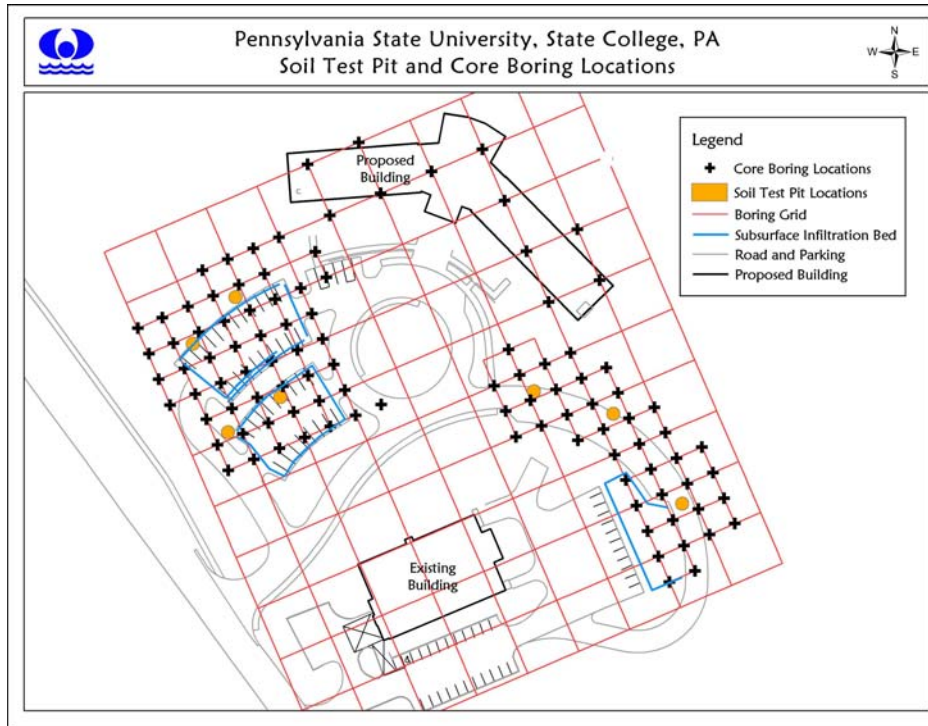 Pennsylvania State University, State College, PA
Soil Test Pit and Core Boring Locations
N
W E
S
Legend
Core Boring Locations
Soil Test Pit Locations
Boring Grid
Subsurface Infiltration Bed
Road and Parking
Proposed Building
Proposed
Building
Existing
Building